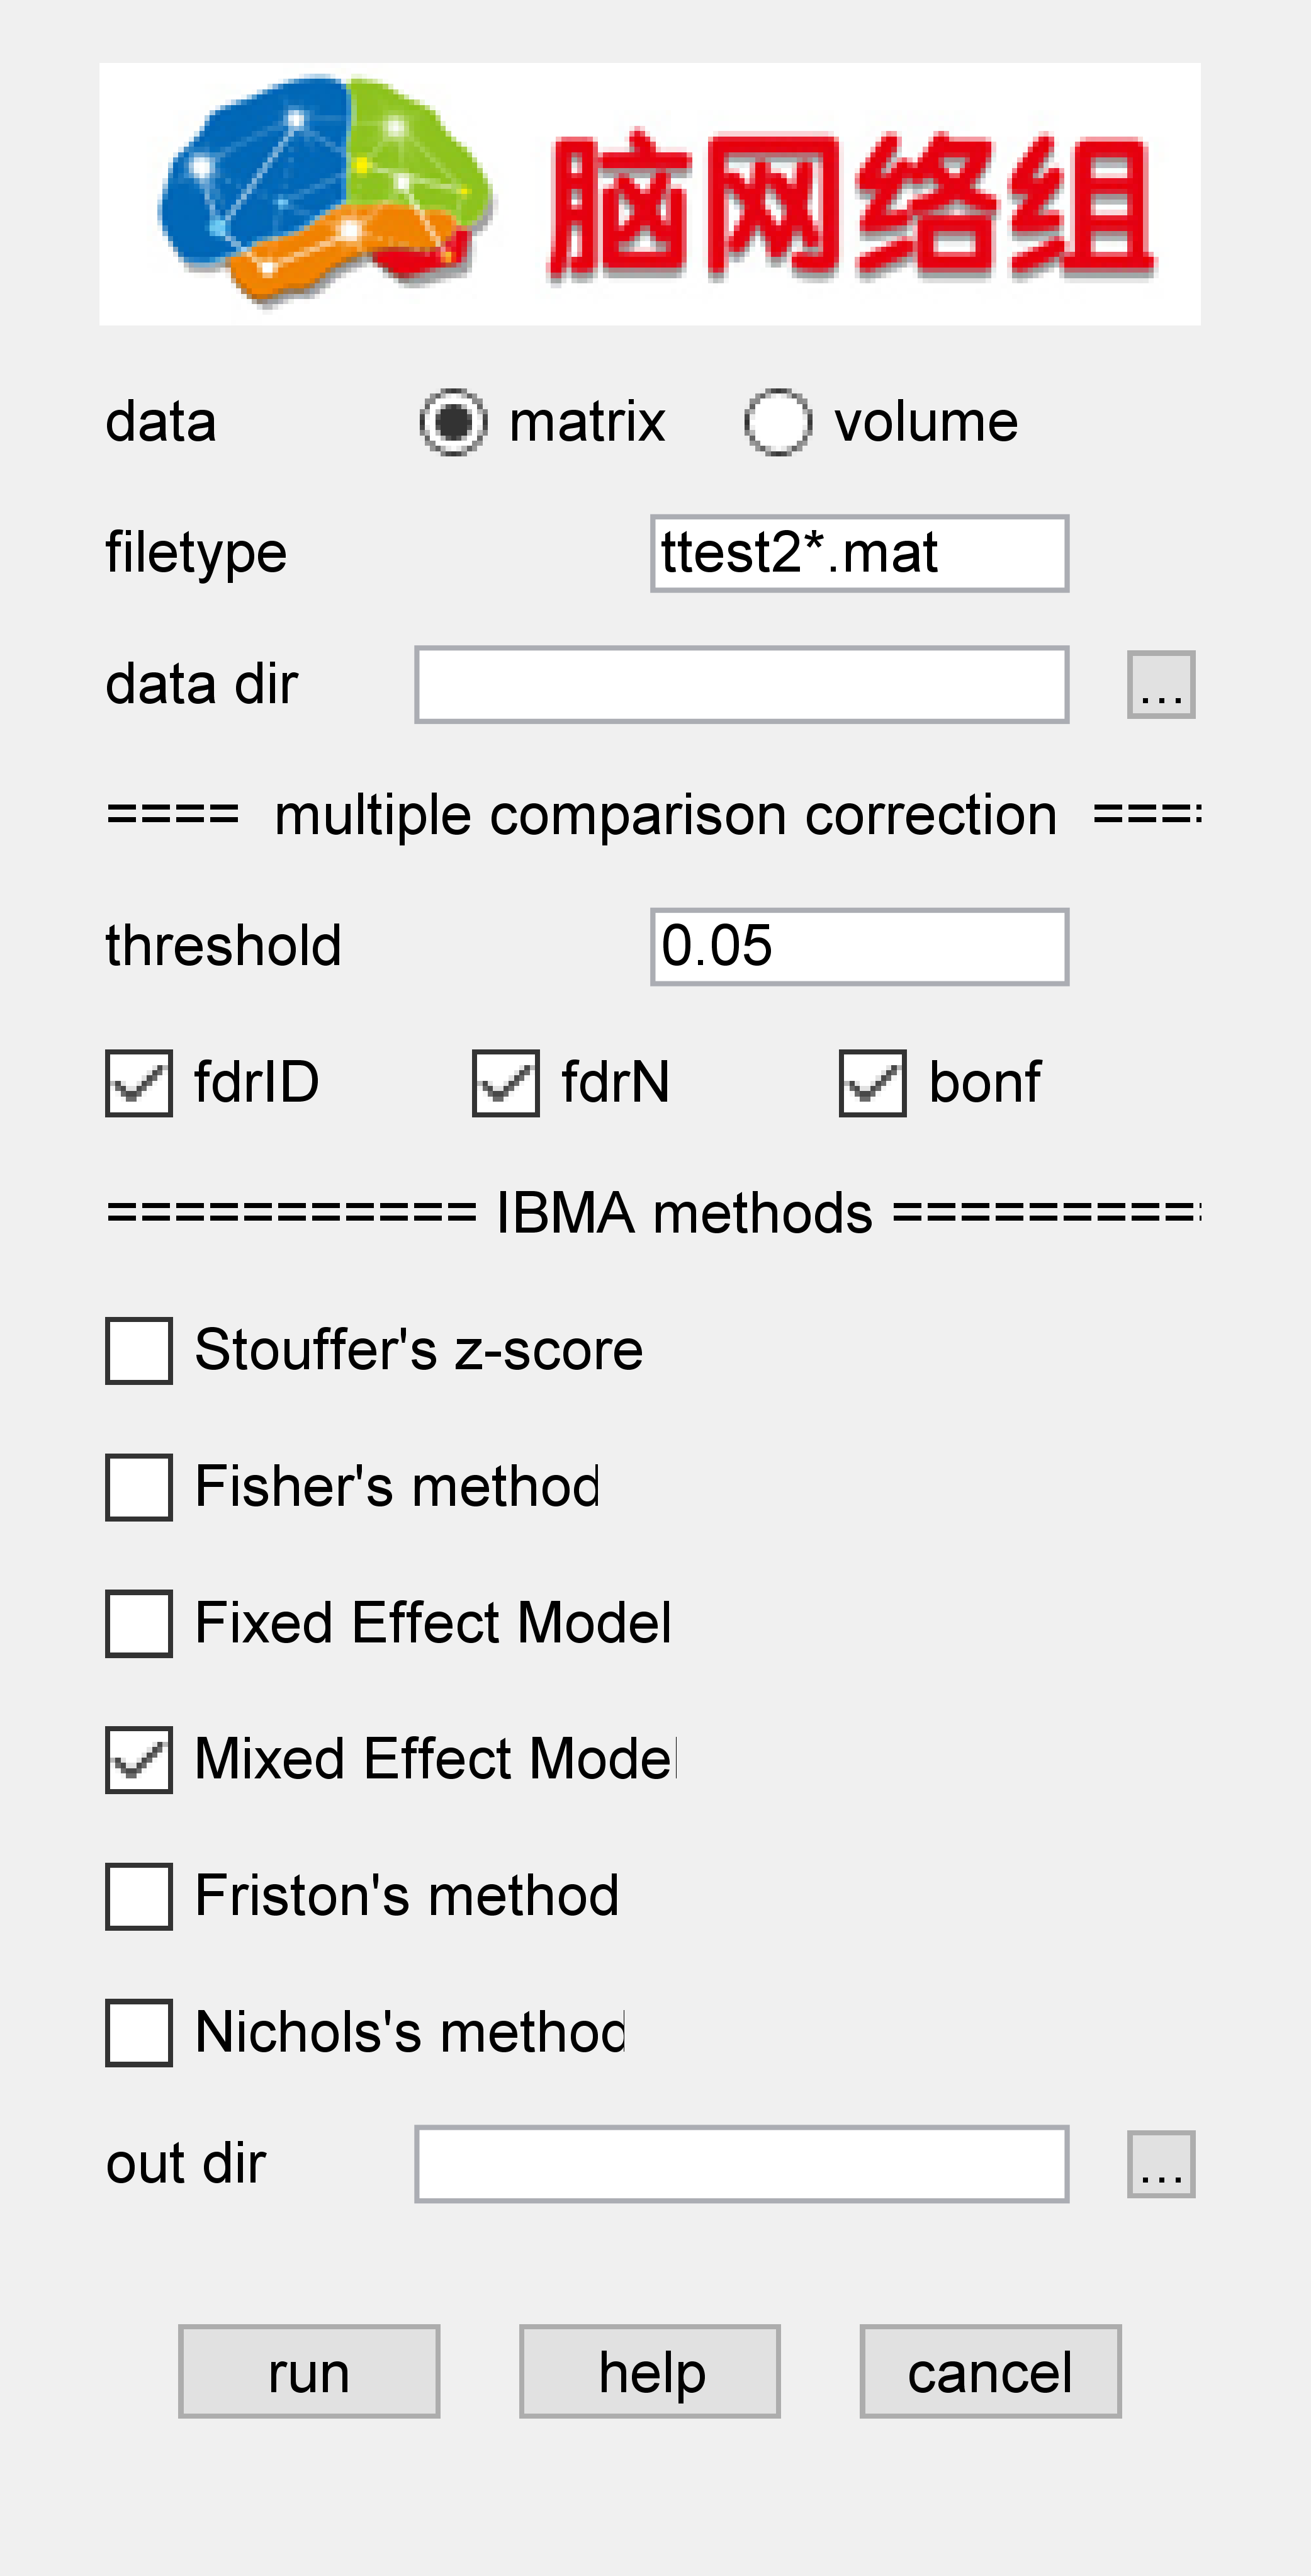 脑网络组
data matrix volume
filetype ttest2*.mat
data dir ...
==== multiple comparison correction ====
threshold 0.05
fdrID fdrN bonf
=========== IBMA methods ==========
Stouffer's z-score
Fisher's method
Fixed Effect Model
Mixed Effect Model
Friston's method
Nichols's method
out dir ...
run help cancel